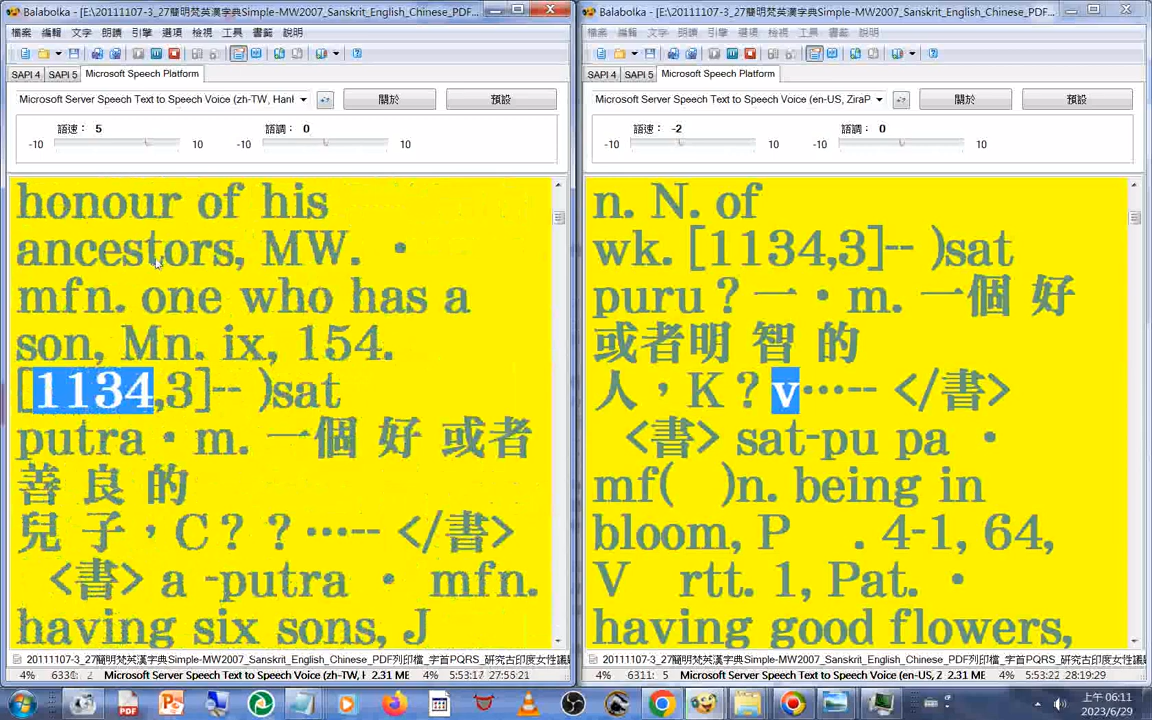 Balabolka - [E:\20111107-3_27簡明梵英漢字典Simple-MW2007_Sanskrit_English_Chinese_PDF...
檔案 編輯 文字 朗讀 引擎 選項 檢視 工具 書籤 說明
SAPI 4 SAPI 5 Microsoft Speech Platform
Microsoft Server Speech Text to Speech Voice (zh-TW, Hanl
關於 預設
語速： 5 語調： 0
-10 10 -10 10
honour of his
ancestors, MW. •
mfn. one who has a
son, Mn. ix, 154.
[1134,3]-- )sat
putra • m. 一個 好 或者
善 良 的
兒 子，C？？…-- </書>
<書> a -putra • mfn.
having six sons, J
20111107-3_27簡明梵英漢字典Simple-MW2007_Sanskrit_English_Chinese_PDF列印檔_字首PQRS_研究古印度女性議
4% Microsoft Server Speech Text to Speech Voice (zh-TW, 2.31 ME 4% 5:53:17 27:55:21
Balabolka - [E:\20111107-3_27簡明梵英漢字典Simple-MW2007_Sanskrit_English_Chinese_PDF...
檔案 編輯 文字 朗讀 引擎 選項 檢視 工具 書籤 說明
SAPI 4 SAPI 5 Microsoft Speech Platform
Microsoft Server Speech Text to Speech Voice (en-US, ZiraP
關於 預設
語速： -2 語調： 0
-10 10 -10 10
n. N. of
wk. [1134,3]-- )sat
puru？一 • m. 一個 好
或者明 智 的
人，K？v…-- </書>
<書> sat-pu pa •
mf( )n. being in
bloom, P . 4-1, 64,
V rtt. 1, Pat. •
having good flowers,
20111107-3_27簡明梵英漢字典Simple-MW2007_Sanskrit_English_Chinese_PDF列印檔_字首PQRS_研究古印度女性議
4% 6311: 5 Microsoft Server Speech Text to Speech Voice (en-US, 2.31 ME 4% 5:53:22 28:19:29
上午 06:11
2023/6/29